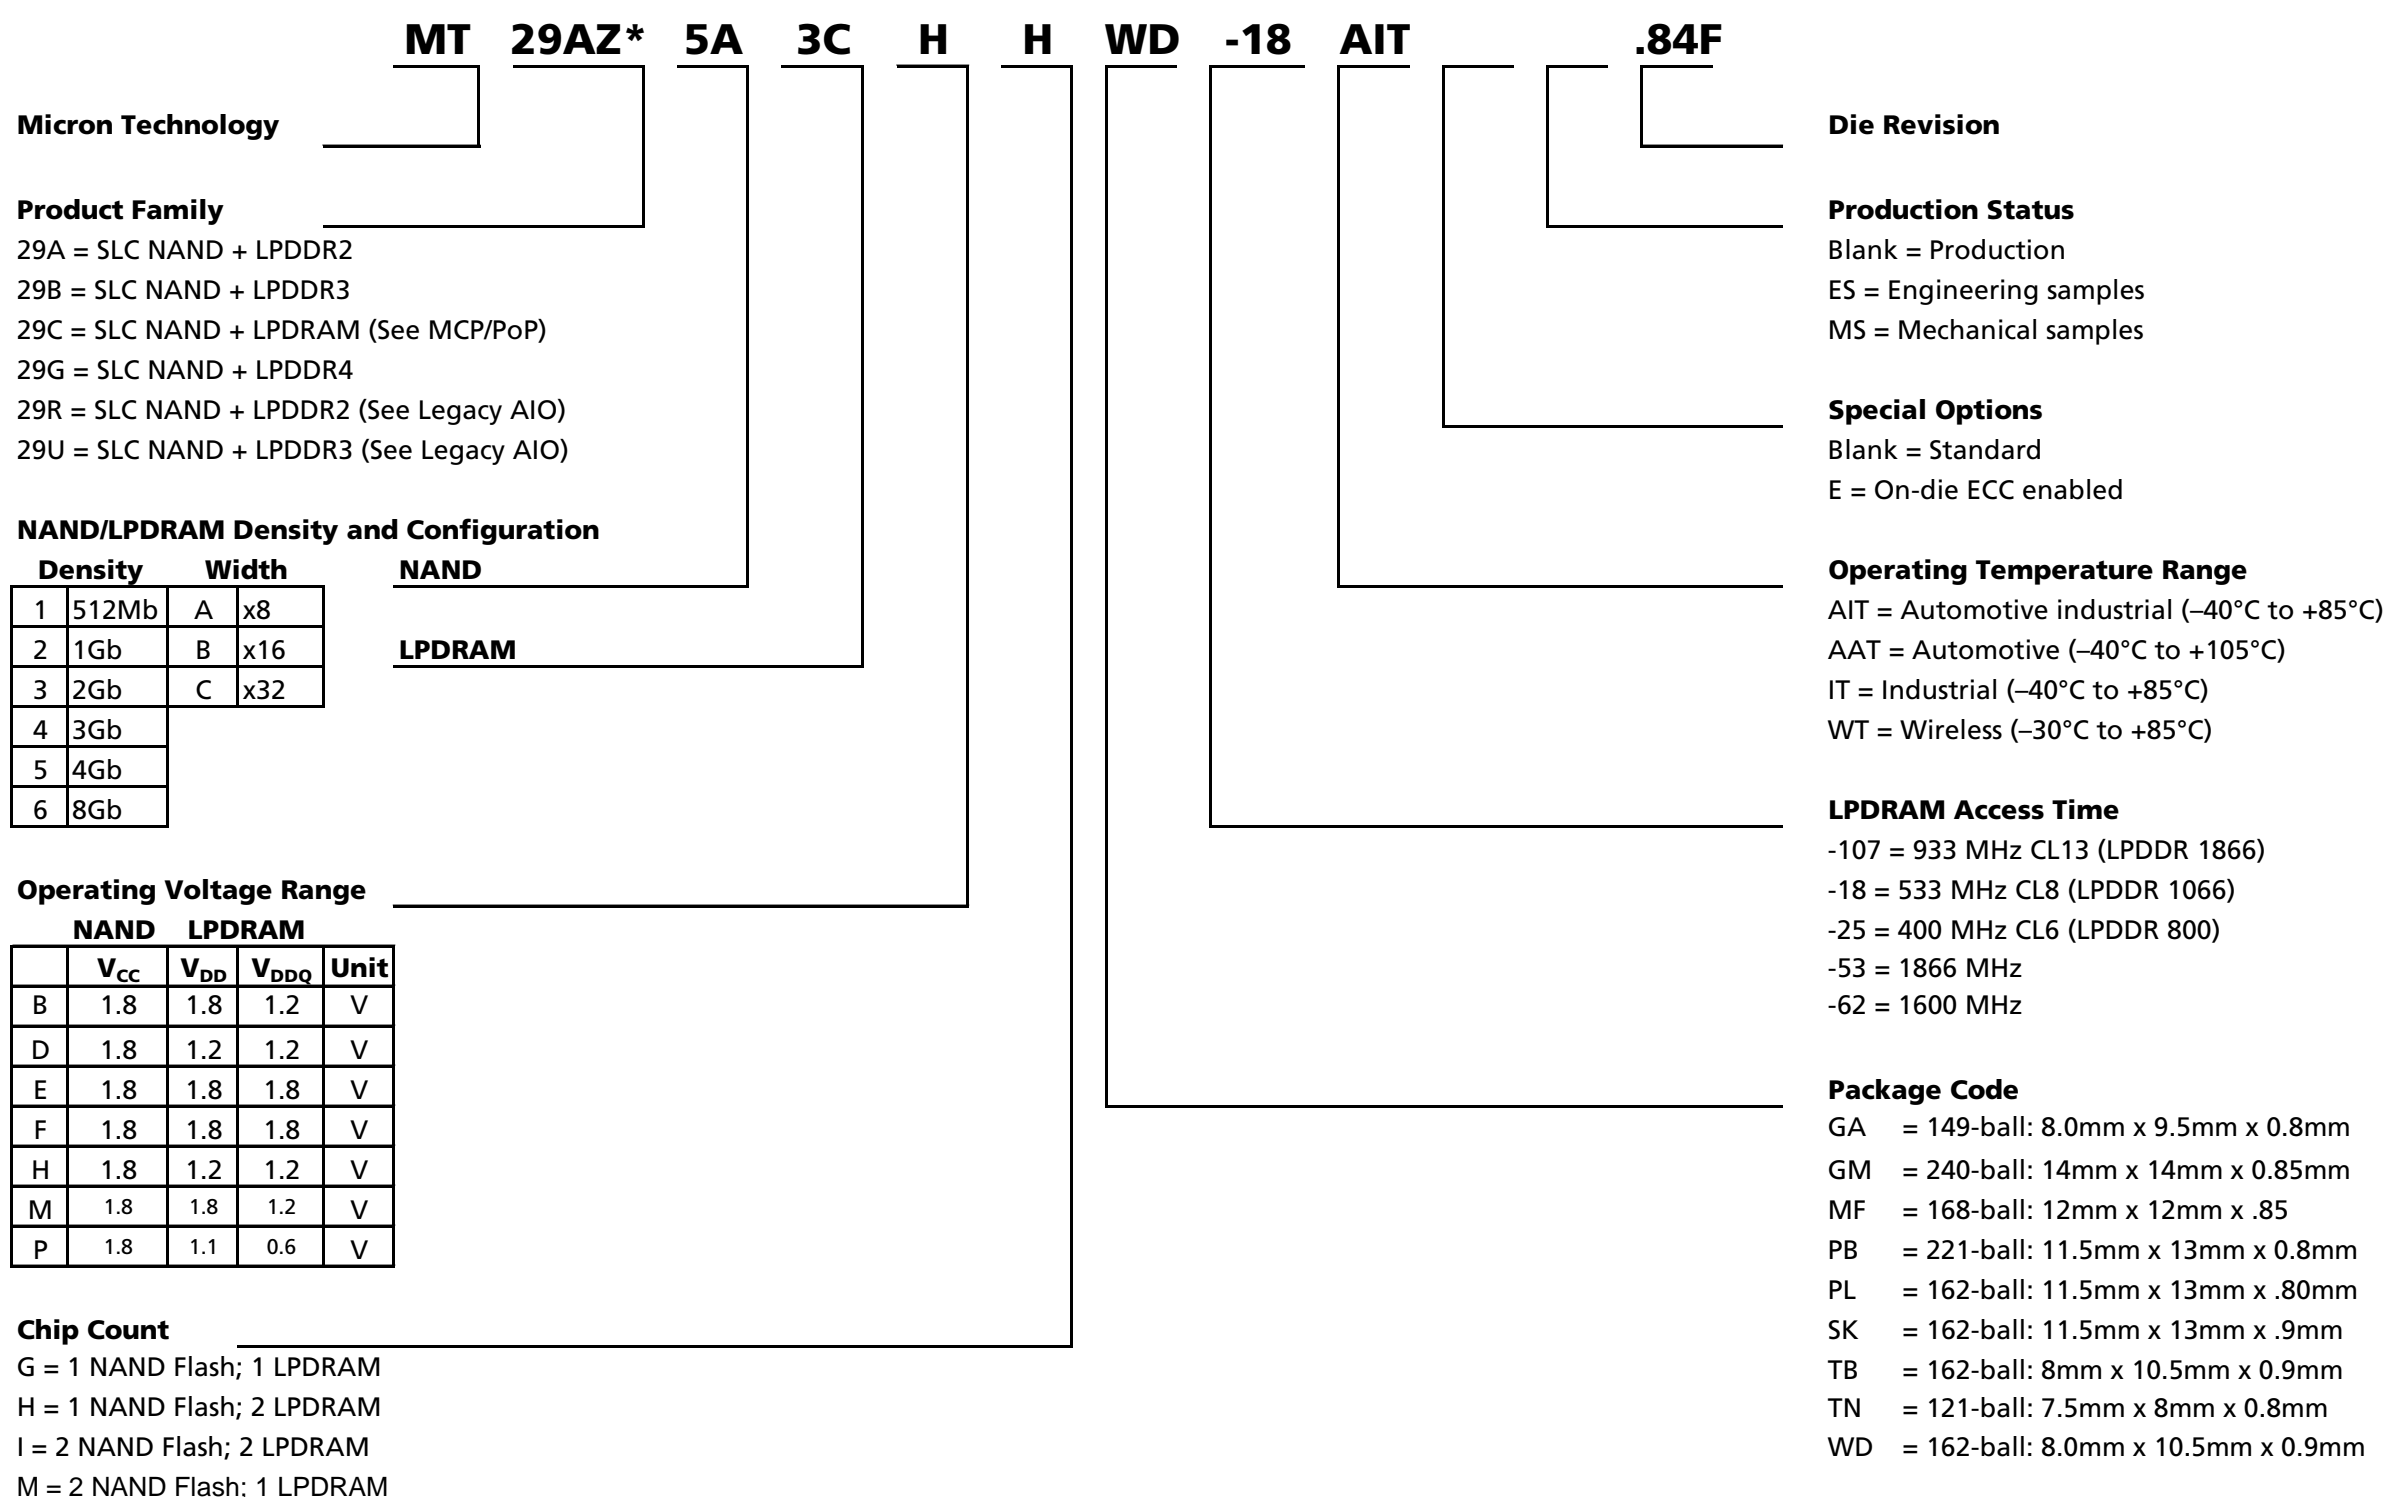 MT 29AZ* 5A 3C H H WD -18 AIT .84F
Micron Technology
Product Family
29A = SLC NAND + LPDDR2
29B = SLC NAND + LPDDR3
29C = SLC NAND + LPDRAM (See MCP/PoP)
29G = SLC NAND + LPDDR4
29R = SLC NAND + LPDDR2 (See Legacy AIO)
29U = SLC NAND + LPDDR3 (See Legacy AIO)
NAND/LPDRAM Density and Configuration
Density Width NAND
1 512Mb A x8
2 1Gb B x16 LPDRAM
3 2Gb C x32
4 3Gb
5 4Gb
6 8Gb
Operating Voltage Range
NAND LPDRAM
VCC VDD VDDQ Unit
B 1.8 1.8 1.2 V
D 1.8 1.2 1.2 V
E 1.8 1.8 1.8 V
F 1.8 1.8 1.8 V
H 1.8 1.2 1.2 V
M 1.8 1.8 1.2 V
P 1.8 1.1 0.6 V
Chip Count
G = 1 NAND Flash; 1 LPDRAM
H = 1 NAND Flash; 2 LPDRAM
I = 2 NAND Flash; 2 LPDRAM
M = 2 NAND Flash; 1 LPDRAM
Die Revision
Production Status
Blank = Production
ES = Engineering samples
MS = Mechanical samples
Special Options
Blank = Standard
E = On-die ECC enabled
Operating Temperature Range
AIT = Automotive industrial (–40°C to +85°C)
AAT = Automotive (–40°C to +105°C)
IT = Industrial (–40°C to +85°C)
WT = Wireless (–30°C to +85°C)
LPDRAM Access Time
-107 = 933 MHz CL13 (LPDDR 1866)
-18 = 533 MHz CL8 (LPDDR 1066)
-25 = 400 MHz CL6 (LPDDR 800)
-53 = 1866 MHz
-62 = 1600 MHz
Package Code
GA = 149-ball: 8.0mm x 9.5mm x 0.8mm
GM = 240-ball: 14mm x 14mm x 0.85mm
MF = 168-ball: 12mm x 12mm x .85
PB = 221-ball: 11.5mm x 13mm x 0.8mm
PL = 162-ball: 11.5mm x 13mm x .80mm
SK = 162-ball: 11.5mm x 13mm x .9mm
TB = 162-ball: 8mm x 10.5mm x 0.9mm
TN = 121-ball: 7.5mm x 8mm x 0.8mm
WD = 162-ball: 8.0mm x 10.5mm x 0.9mm